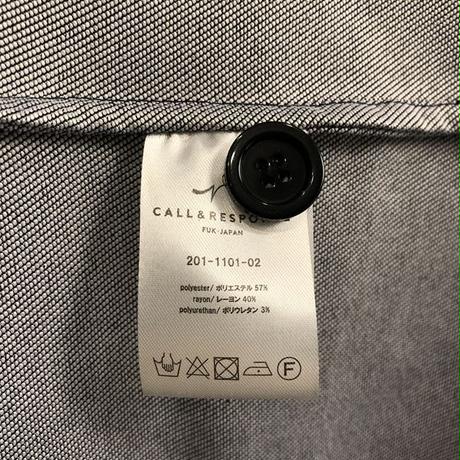 CALL & RESPONSE
FUK・JAPAN
201-1101-02
polyester/ ポリエステル 57%
rayon/ レーヨン 40%
polyurethan/ ポリウレタン 3%
F